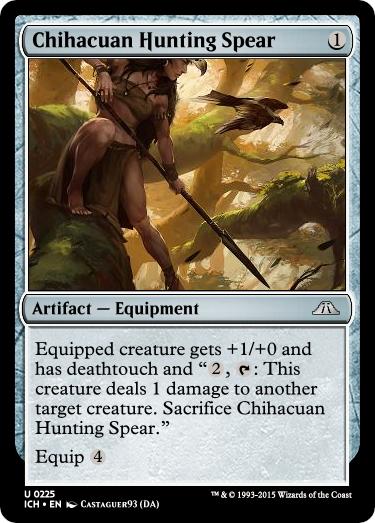 Chihacuan Hunting Spear 1
Artifact — Equipment
Equipped creature gets +1/+0 and
has deathtouch and “2, : This
creature deals 1 damage to another
target creature. Sacrifice Chihacuan
Hunting Spear.”
Equip 4
U 0225
ICH • EN Castaguer93 (DA)
™ & © 1993-2015 Wizards of the Coast